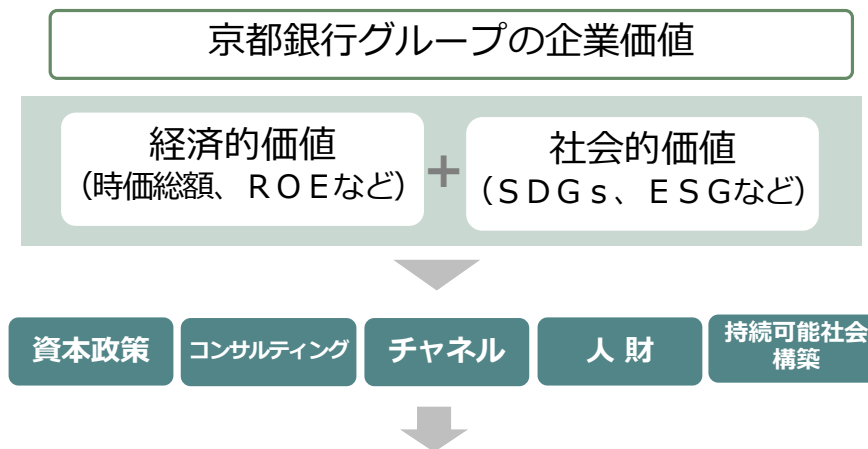 京都銀行グループの企業価値
経済的価値
（時価総額、ＲＯＥなど）
+
社会的価値
（ＳＤＧｓ、ＥＳＧなど）
資本政策
コンサルティング
チャネル
人 財
持続可能社会
構築